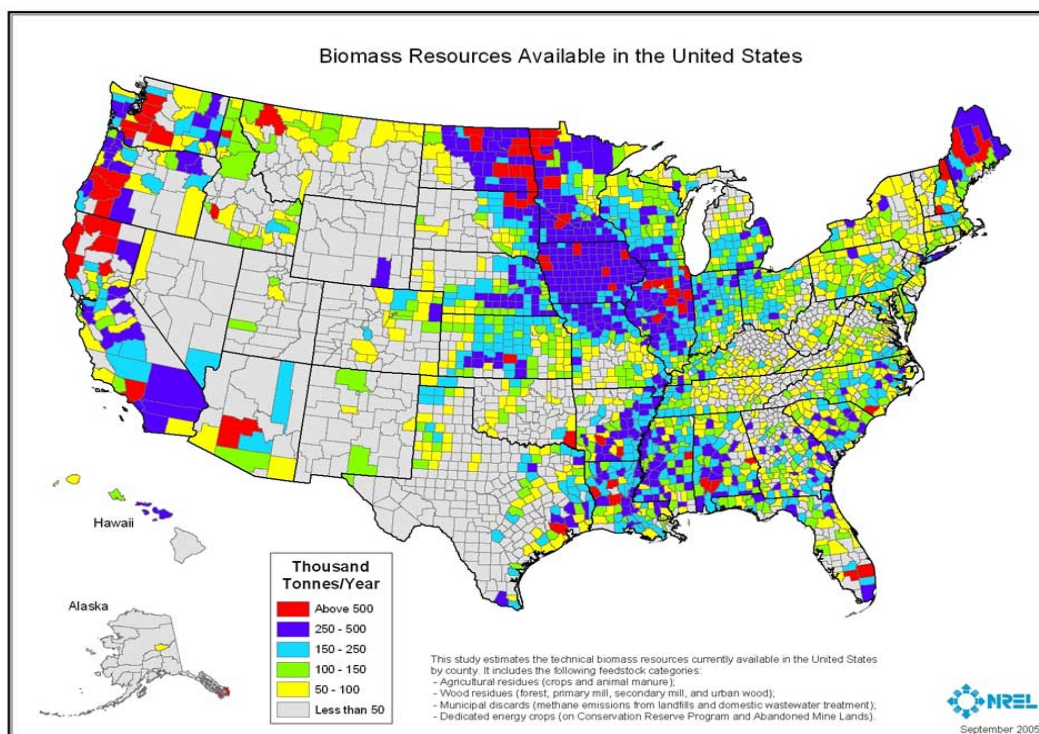 Biomass Resources Available in the United States
Hawaii
Alaska
Thousand
Tonnes/Year
Above 500
250 - 500
150 - 250
100 - 150
50 - 100
Less than 50
This study estimates the technical biomass resources currently available in the United States
by county. It includes the following feedstock categories:
- Agricultural residues (crops and animal manure);
- Wood residues (forest, primary mill, secondary mill, and urban wood);
- Municipal discards (methane emissions from landfills and domestic wastewater treatment);
- Dedicated energy crops (on Conservation Reserve Program and Abandoned Mine Lands).
NREL
September 2005